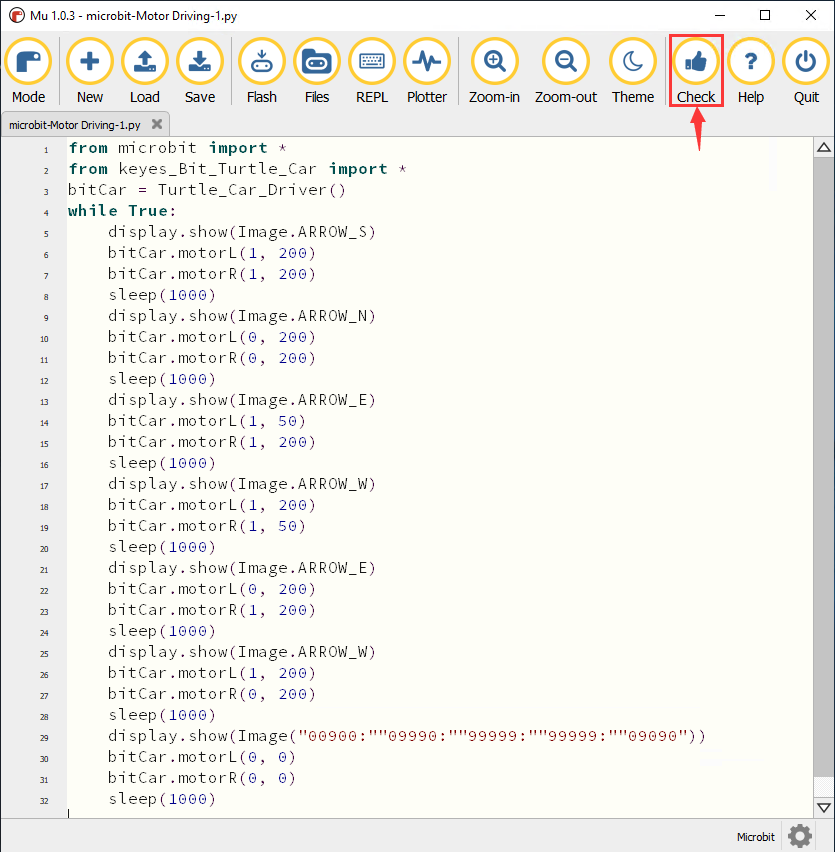 Mu 1.0.3 - microbit-Motor Driving-1.py
Mode New Load Save Flash Files REPL Plotter Zoom-in Zoom-out Theme Check Help Quit
microbit-Motor Driving-1.py
1 from microbit import *
2 from keyes_Bit_Turtle_Car import *
3 bitCar = Turtle_Car_Driver()
4 while True:
5     display.show(Image.ARROW_S)
6     bitCar.motorL(1, 200)
7     bitCar.motorR(1, 200)
8     sleep(1000)
9     display.show(Image.ARROW_N)
10     bitCar.motorL(0, 200)
11     bitCar.motorR(0, 200)
12     sleep(1000)
13     display.show(Image.ARROW_E)
14     bitCar.motorL(1, 50)
15     bitCar.motorR(1, 200)
16     sleep(1000)
17     display.show(Image.ARROW_W)
18     bitCar.motorL(1, 200)
19     bitCar.motorR(1, 50)
20     sleep(1000)
21     display.show(Image.ARROW_E)
22     bitCar.motorL(0, 200)
23     bitCar.motorR(1, 200)
24     sleep(1000)
25     display.show(Image.ARROW_W)
26     bitCar.motorL(1, 200)
27     bitCar.motorR(0, 200)
28     sleep(1000)
29     display.show(Image("00900:""09990:""99999:""99999:""09090"))
30     bitCar.motorL(0, 0)
31     bitCar.motorR(0, 0)
32     sleep(1000)
Microbit